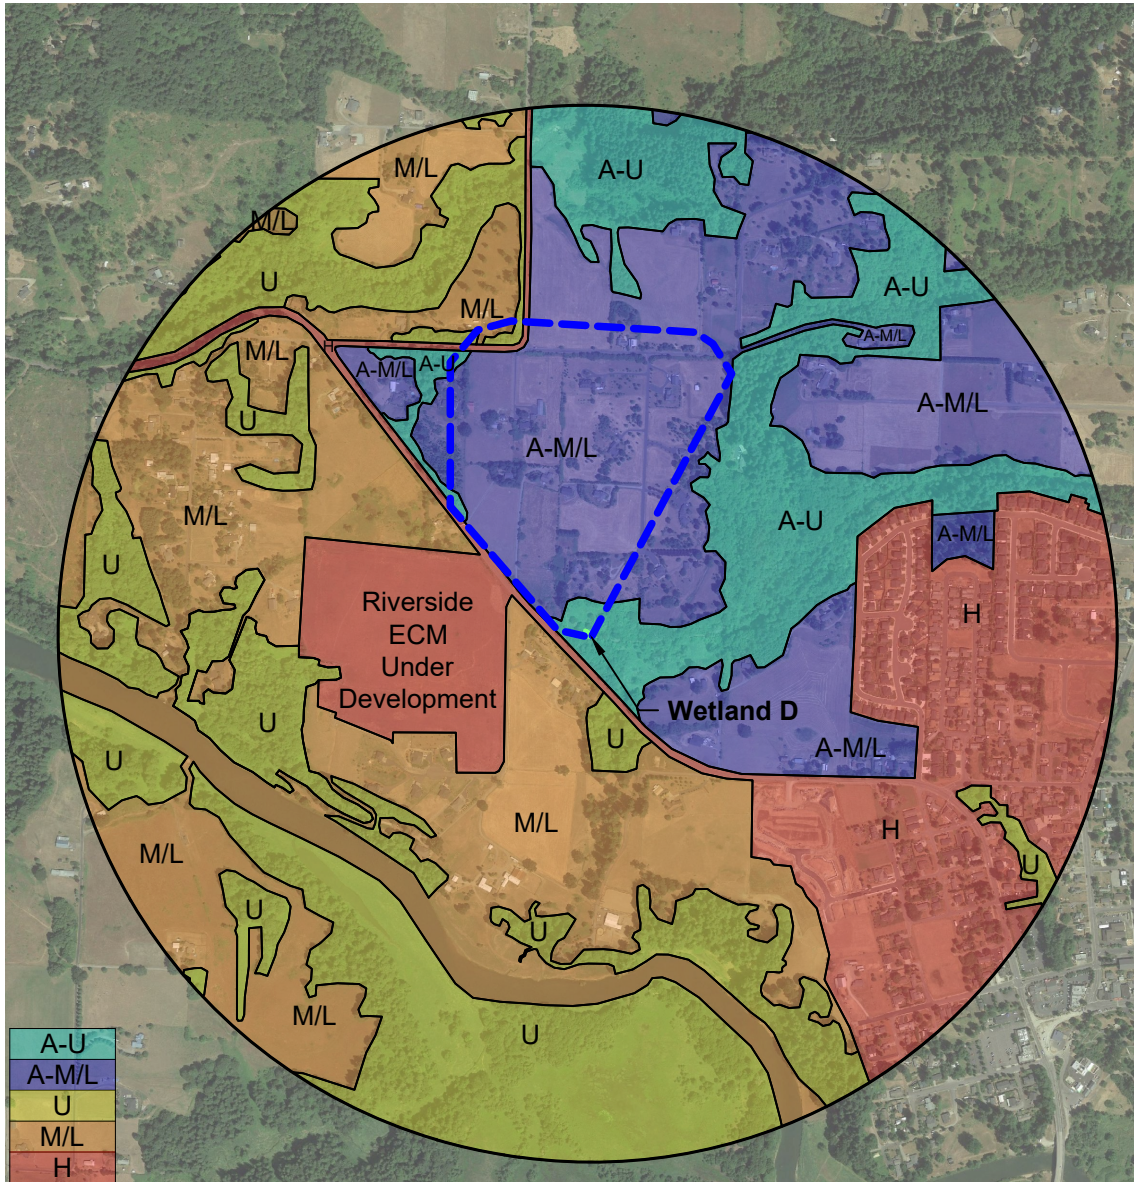 M/L
A-U
M/L
U
A-U
M/L
M/L
H
A-M/L
A-U
A-M/L
A-M/L
U
A-M/L
M/L
A-U
A-M/L
U
Riverside
ECM
Under
Development
H
U
Wetland D
U
A-M/L
U
M/L
H
M/L
U
U
U
M/L
U
A-U
A-M/L
U
M/L
H